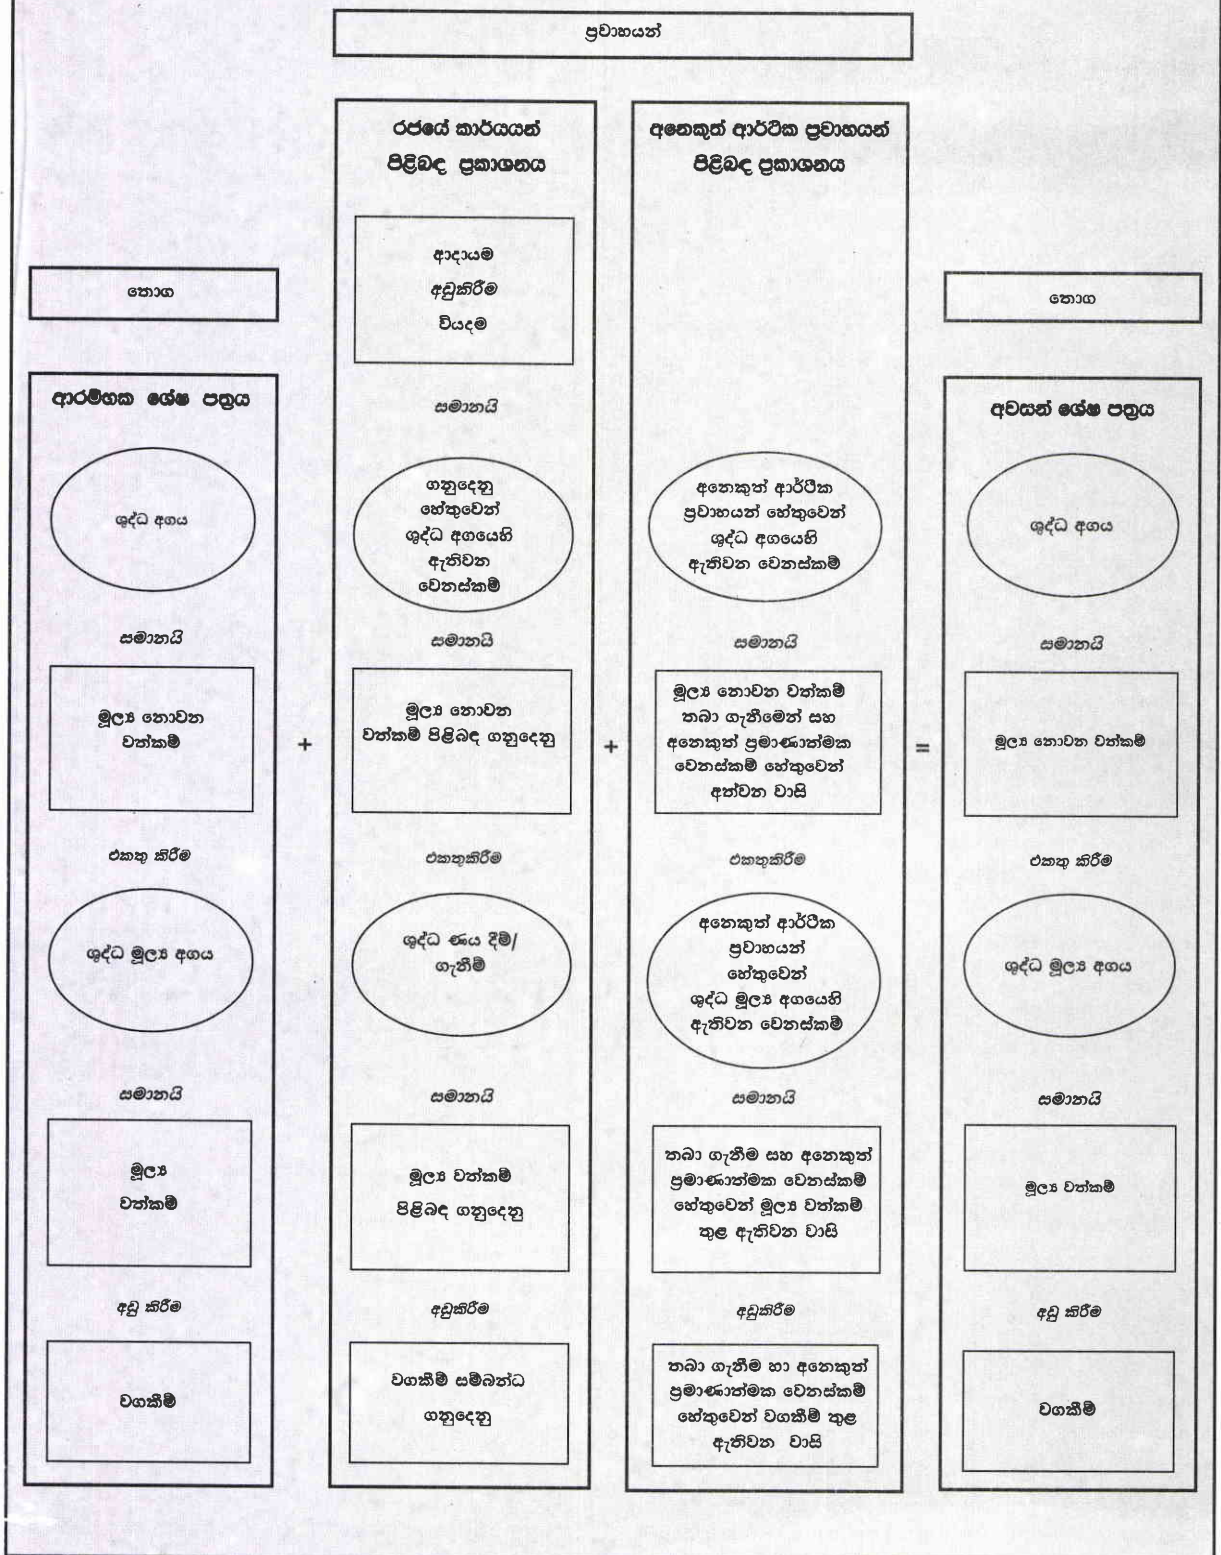 ප්‍රවාහයන්
තොග
ආරම්භක ශේෂ පත්‍රය
ශුද්ධ අගය
සමානයි
මූල්‍ය නොවන
වත්කම්
එකතු කිරීම
ශුද්ධ මූල්‍ය අගය
සමානයි
මූල්‍ය
වත්කම්
අඩු කිරීම
වගකීම්
+
රජයේ කාර්යයන්
පිළිබඳ ප්‍රකාශනය
ආදායම
අඩුකිරීම
වියදම
සමානයි
ගනුදෙනු
හේතුවෙන්
ශුද්ධ අගයෙහි
ඇතිවන
වෙනස්කම්
සමානයි
මූල්‍ය නොවන
වත්කම් පිළිබඳ ගනුදෙනු
එකතුකිරීම
ශුද්ධ ණය දීම්/
ගැනීම්
සමානයි
මූල්‍ය වත්කම්
පිළිබඳ ගනුදෙනු
අඩුකිරීම
වගකීම් සම්බන්ධ
ගනුදෙනු
+
අනෙකුත් ආර්ථික ප්‍රවාහයන්
පිළිබඳ ප්‍රකාශනය
අනෙකුත් ආර්ථික
ප්‍රවාහයන් හේතුවෙන්
ශුද්ධ අගයෙහි
ඇතිවන වෙනස්කම්
සමානයි
මූල්‍ය නොවන වත්කම්
තබා ගැනීමෙන් සහ
අනෙකුත් ප්‍රමාණාත්මක
වෙනස්කම් හේතුවෙන්
අත්වන වාසි
එකතුකිරීම
අනෙකුත් ආර්ථික
ප්‍රවාහයන්
හේතුවෙන්
ශුද්ධ මූල්‍ය අගයෙහි
ඇතිවන වෙනස්කම්
සමානයි
තබා ගැනීම සහ අනෙකුත්
ප්‍රමාණාත්මක වෙනස්කම්
හේතුවෙන් මූල්‍ය වත්කම්
තුළ ඇතිවන වාසි
අඩුකිරීම
තබා ගැනීම හා අනෙකුත්
ප්‍රමාණාත්මක වෙනස්කම්
හේතුවෙන් වගකීම් තුළ
ඇතිවන වාසි
=
තොග
අවසන් ශේෂ පත්‍රය
ශුද්ධ අගය
සමානයි
මූල්‍ය නොවන වත්කම්
එකතු කිරීම
ශුද්ධ මූල්‍ය අගය
සමානයි
මූල්‍ය වත්කම්
අඩු කිරීම
වගකීම්